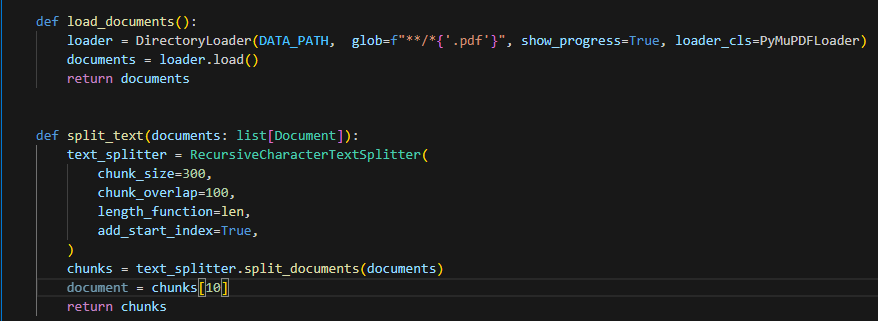 def load_documents():
    loader = DirectoryLoader(DATA_PATH,  glob=f"**/*{'.pdf'}", show_progress=True, loader_cls=PyMuPDFLoader)
    documents = loader.load()
    return documents
def split_text(documents: list[Document]):
    text_splitter = RecursiveCharacterTextSplitter(
        chunk_size=300,
        chunk_overlap=100,
        length_function=len,
        add_start_index=True,
    )
    chunks = text_splitter.split_documents(documents)
    document = chunks[10]
    return chunks